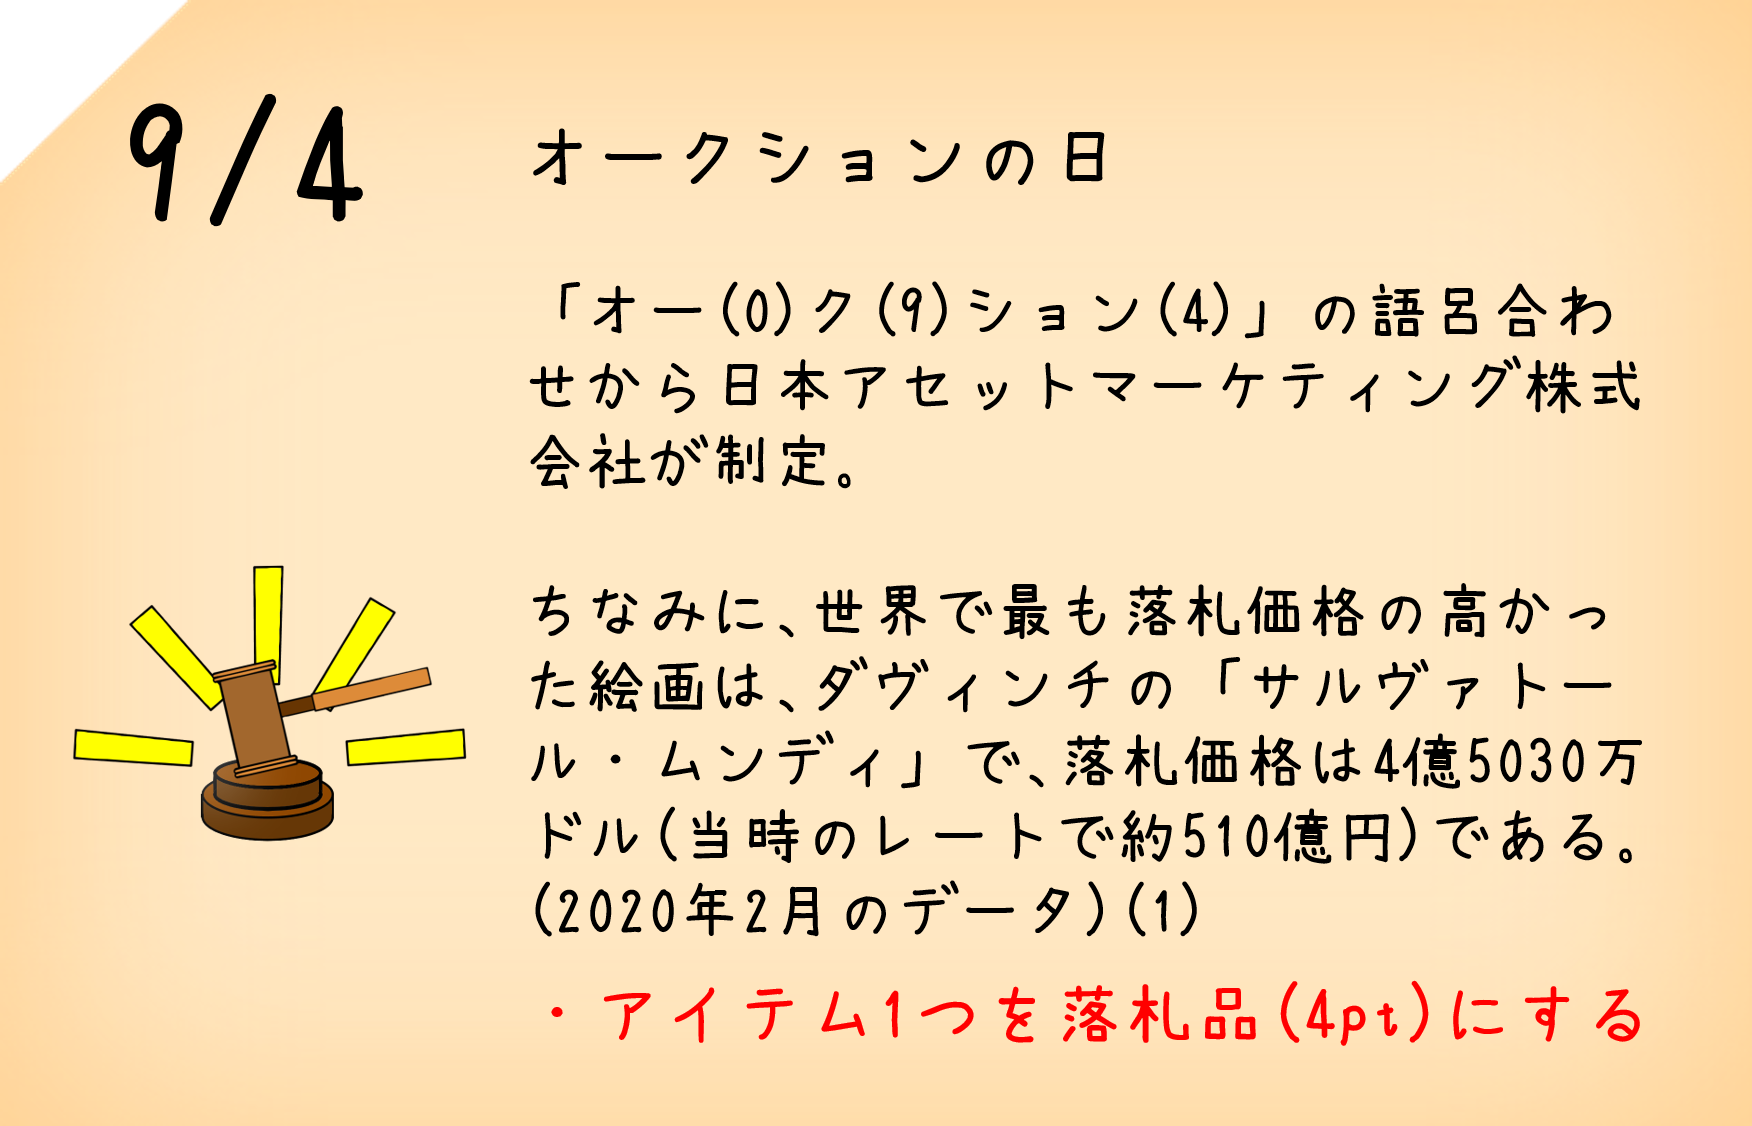 9/4
オークションの日
「オー(0)ク(9)ション(4)」の語呂合わ
せから日本アセットマーケティング株式
会社が制定。
ちなみに、世界で最も落札価格の高かっ
た絵画は、ダヴィンチの「サルヴァトー
ル・ムンディ」で、落札価格は4億5030万
ドル(当時のレートで約510億円)である。
(2020年2月のデータ)(1)
・アイテム1つを落札品(4pt)にする